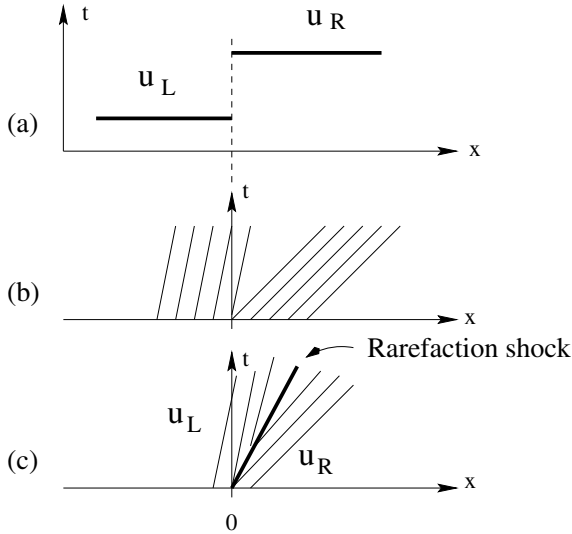 t
u R
u L
(a)
x
t
(b)
x
t
Rarefaction shock
u L
u R
(c)
x
0